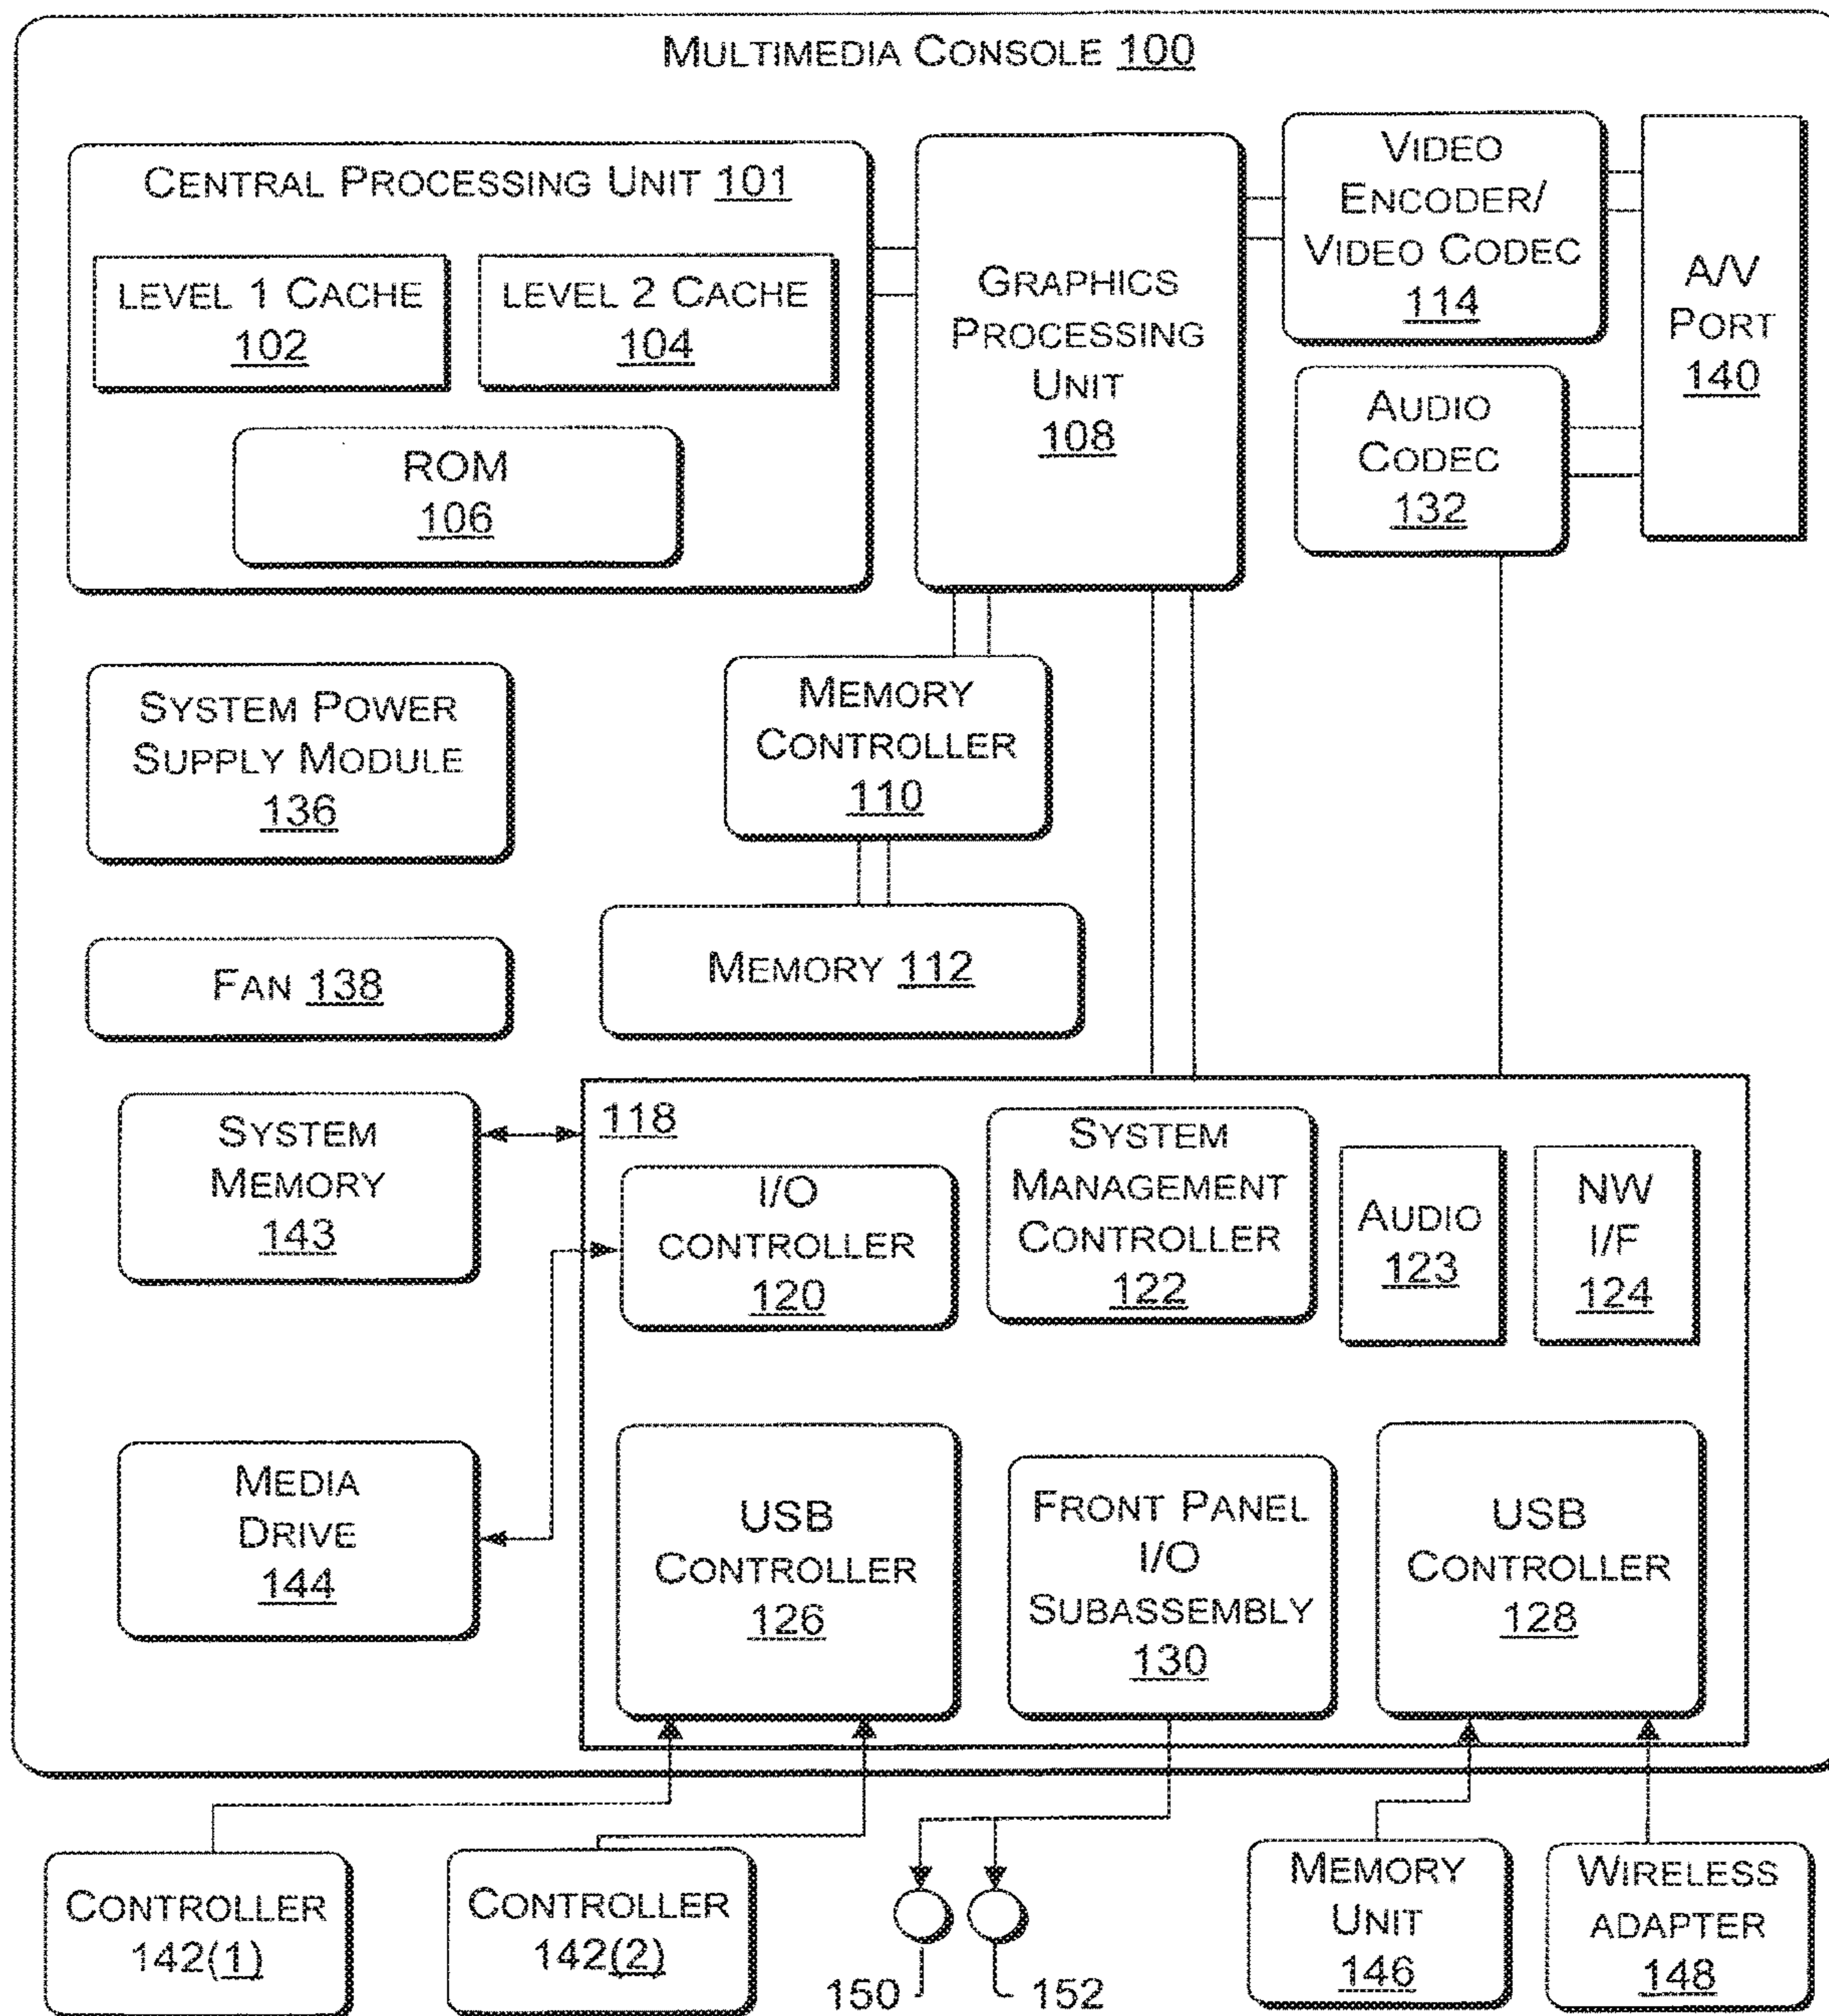 MULTIMEDIA CONSOLE 100
CENTRAL PROCESSING UNIT 101
LEVEL 1 CACHE
102
LEVEL 2 CACHE
104
ROM
106
GRAPHICS
PROCESSING
UNIT
108
VIDEO
ENCODER/
VIDEO CODEC
114
AUDIO
CODEC
132
A/V
PORT
140
SYSTEM POWER
SUPPLY MODULE
136
MEMORY
CONTROLLER
110
FAN 138
MEMORY 112
SYSTEM
MEMORY
143
118
I/O
CONTROLLER
120
SYSTEM
MANAGEMENT
CONTROLLER
122
AUDIO
123
NW
I/F
124
MEDIA
DRIVE
144
USB
CONTROLLER
126
FRONT PANEL
I/O
SUBASSEMBLY
130
USB
CONTROLLER
128
CONTROLLER
142(1)
CONTROLLER
142(2)
150
152
MEMORY
UNIT
146
WIRELESS
ADAPTER
148